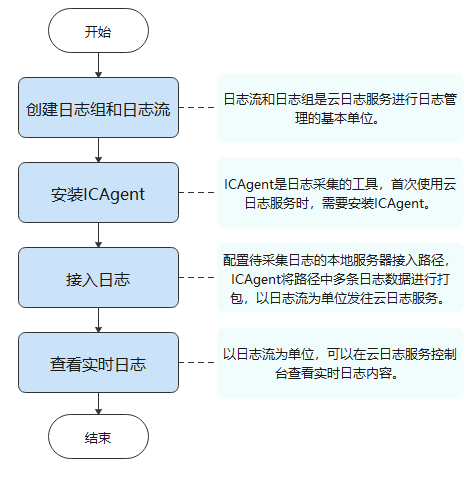 开始
创建日志组和日志流
日志流和日志组是云日志服务进行日志管
理的基本单位。
安装ICAgent
ICAgent是日志采集的工具，首次使用云
日志服务时，需要安装ICAgent。
接入日志
配置待采集日志的本地服务器接入路径，
ICAgent将路径中多条日志数据进行打
包，以日志流为单位发往云日志服务。
查看实时日志
以日志流为单位，可以在云日志服务控制
台查看实时日志内容。
结束